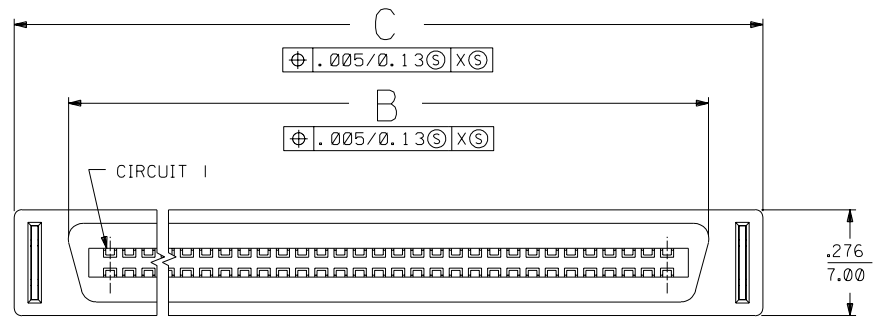 C
⌖ .005/0.13Ⓢ XⓈ
B
⌖ .005/0.13Ⓢ XⓈ
CIRCUIT 1
.276
7.00